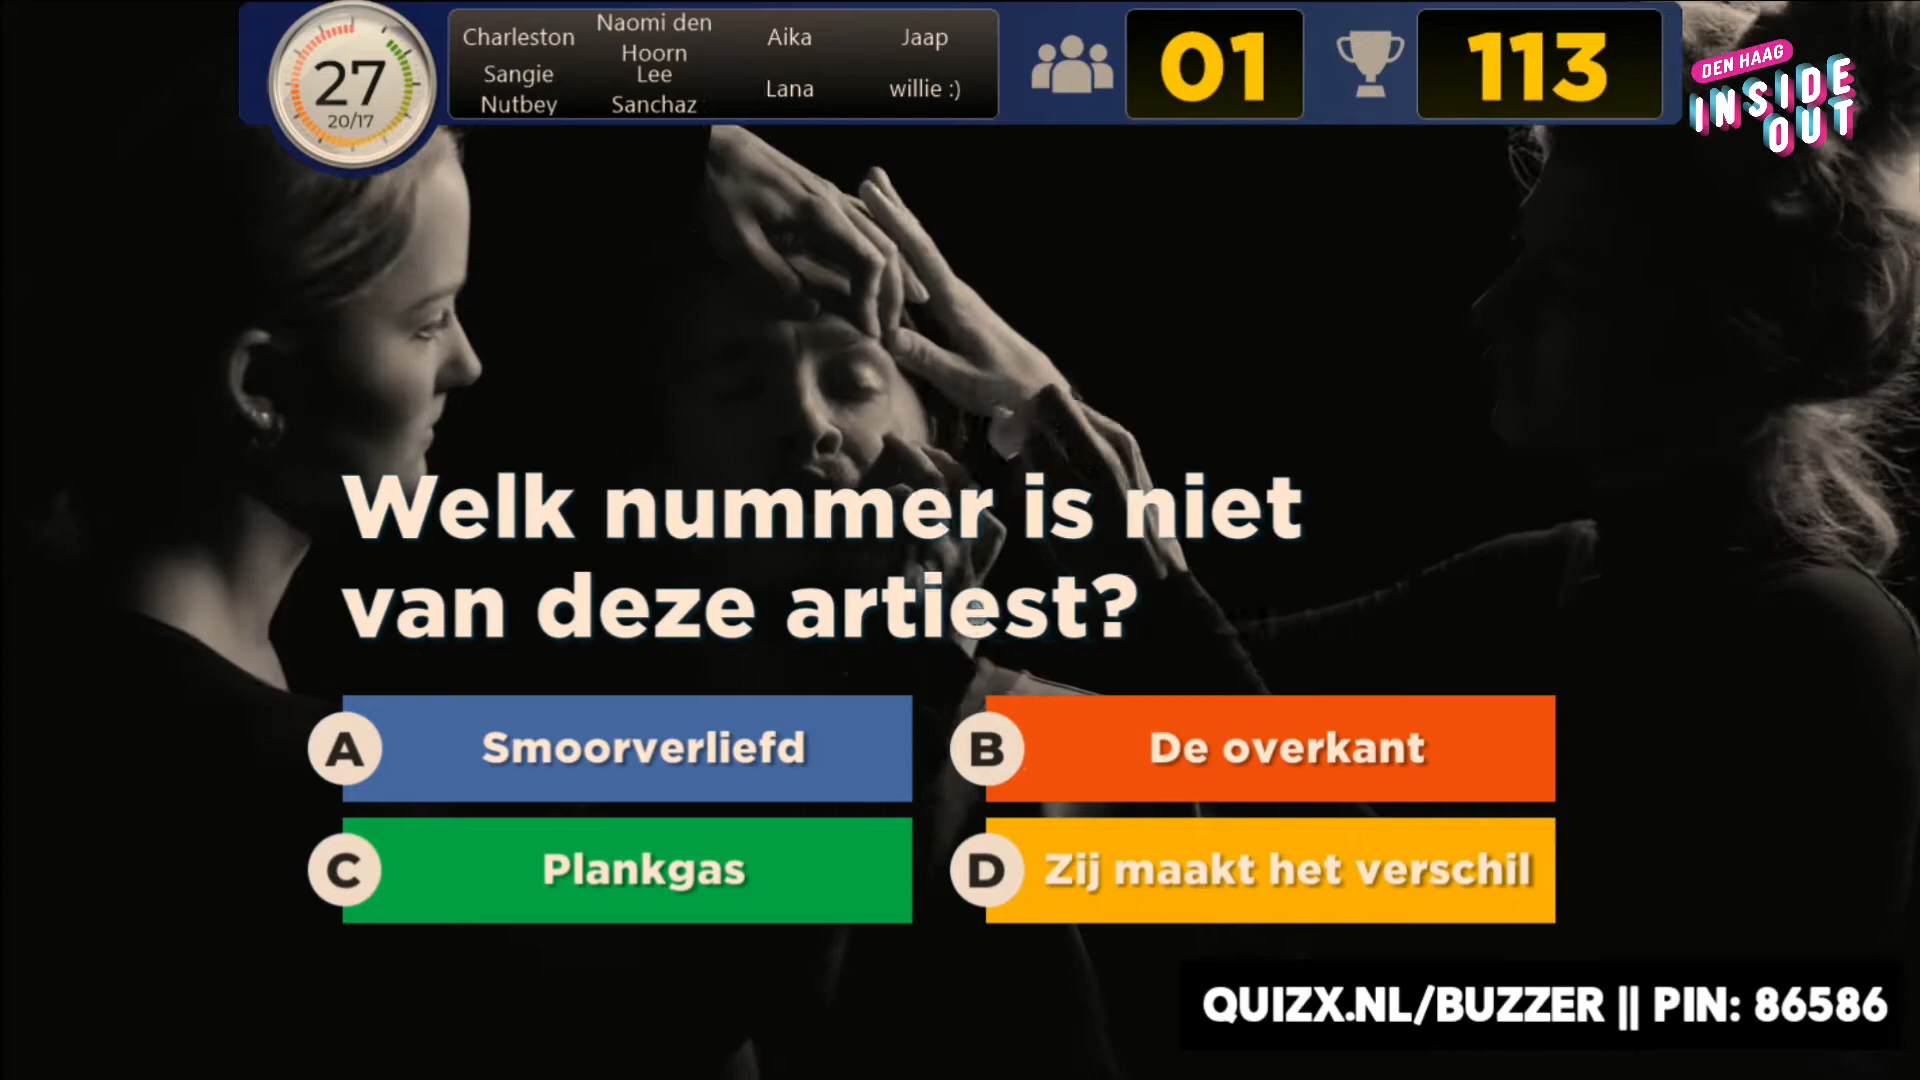 27
20/17
Charleston
Naomi den
Hoorn
Aika
Jaap
Sangie
Nutbey
Lee
Sanchaz
Lana
willie :)
01
113
DEN HAAG
INSIDE
OUT
Welk nummer is niet
van deze artiest?
A Smoorverliefd
B De overkant
C Plankgas
D Zij maakt het verschil
QUIZX.NL/BUZZER || PIN: 86586